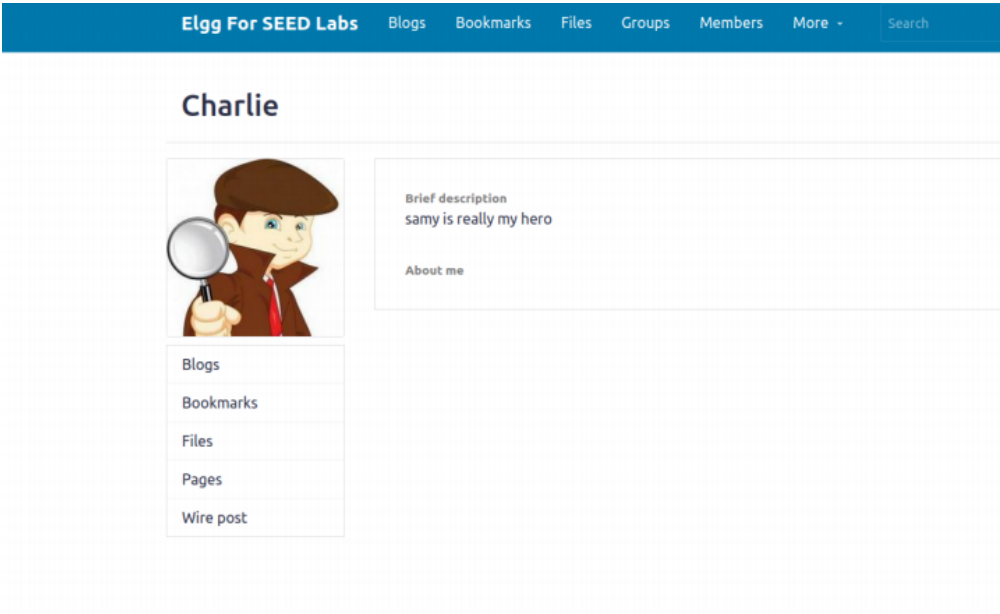 Elgg For SEED Labs Blogs Bookmarks Files Groups Members More Search
Charlie
Brief description
samy is really my hero
About me
Blogs
Bookmarks
Files
Pages
Wire post